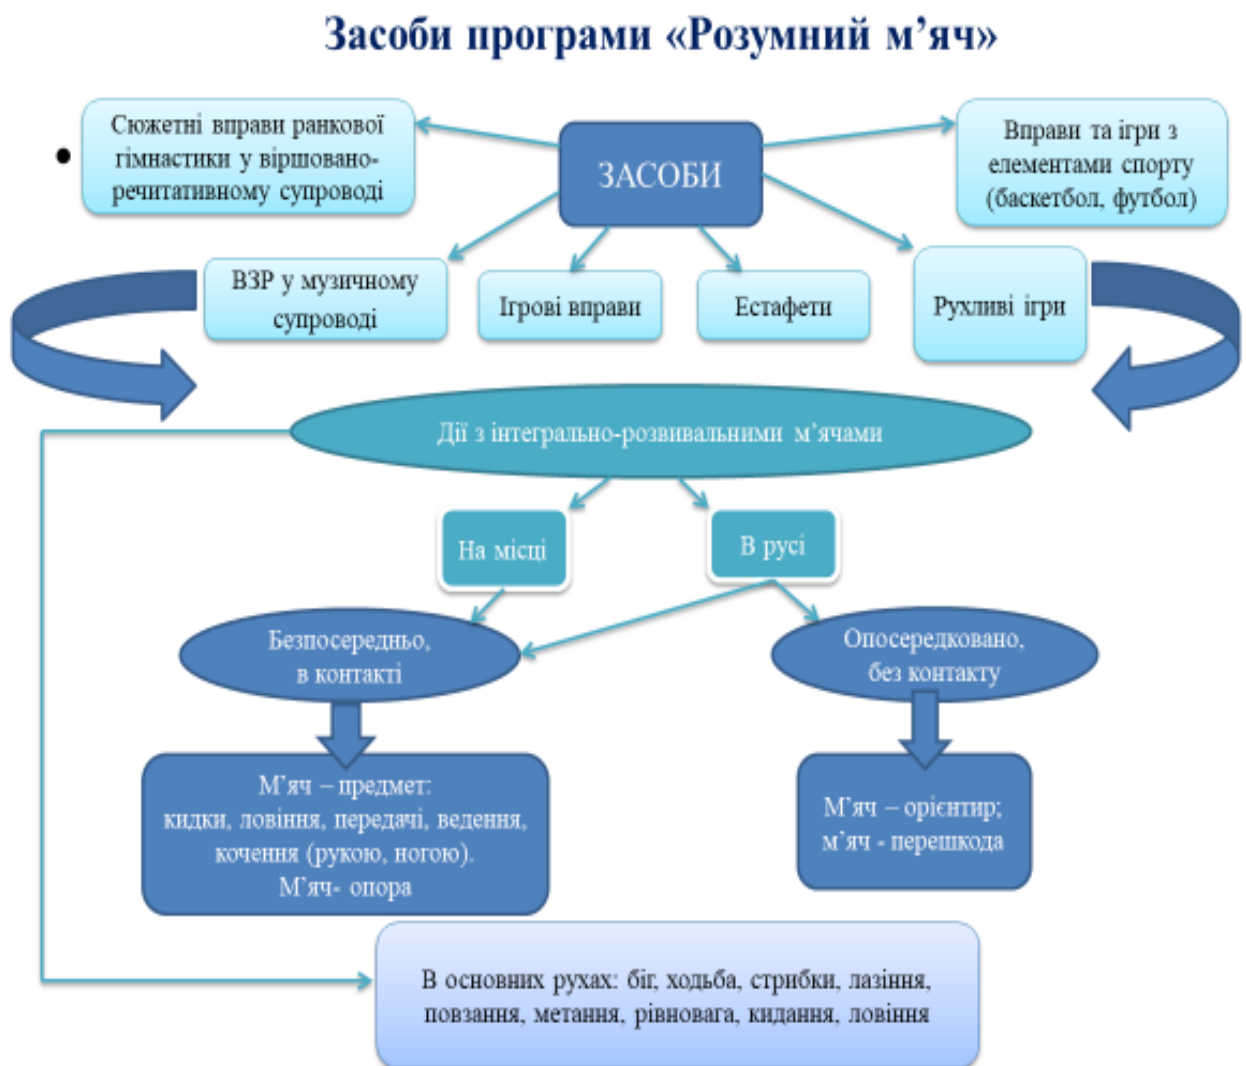 Засоби програми «Розумний м’яч»
Сюжетні вправи ранкової
гімнастики у віршовано-
речитативному супроводі
ЗАСОБИ
Вправи та ігри з
елементами спорту
(баскетбол, футбол)
ВЗР у музичному
супроводі
Ігрові вправи
Естафети
Рухливі ігри
Дії з інтегрально-розвивальними м’ячами
На місці
В русі
Безпосередньо,
в контакті
Опосередковано,
без контакту
М’яч – предмет:
кидки, ловіння, передачі, ведення,
кочення (рукою, ногою).
М’яч- опора
М’яч – орієнтир;
м’яч - перешкода
В основних рухах: біг, ходьба, стрибки, лазіння,
повзання, метання, рівновага, кидання, ловіння